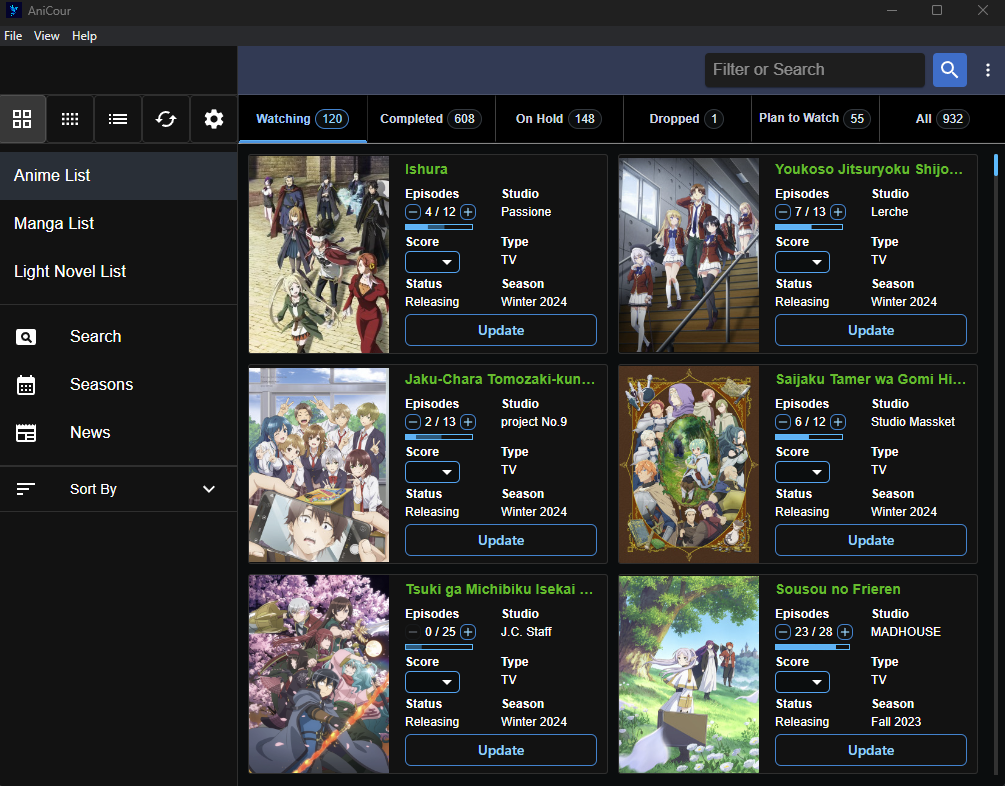 AniCour
File View Help
Filter or Search
Watching 120 Completed 608 On Hold 148 Dropped 1 Plan to Watch 55 All 932
Anime List
Manga List
Light Novel List
Search
Seasons
News
Sort By
Ishura
Episodes Studio
4 / 12 Passione
Score Type
TV
Status Season
Releasing Winter 2024
Update
Youkoso Jitsuryoku Shijo...
Episodes Studio
7 / 13 Lerche
Score Type
TV
Status Season
Releasing Winter 2024
Update
Jaku-Chara Tomozaki-kun...
Episodes Studio
2 / 13 project No.9
Score Type
TV
Status Season
Releasing Winter 2024
Update
Saijaku Tamer wa Gomi Hi...
Episodes Studio
6 / 12 Studio Massket
Score Type
TV
Status Season
Releasing Winter 2024
Update
Tsuki ga Michibiku Isekai ...
Episodes Studio
0 / 25 J.C. Staff
Score Type
TV
Status Season
Releasing Winter 2024
Update
Sousou no Frieren
Episodes Studio
23 / 28 MADHOUSE
Score Type
TV
Status Season
Releasing Fall 2023
Update